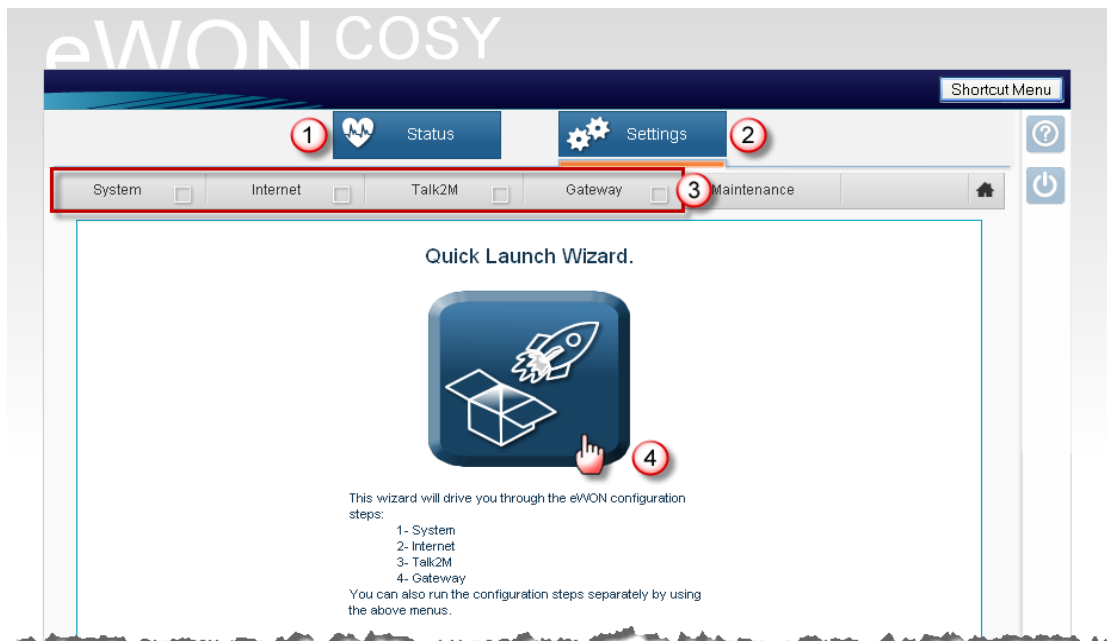 eWON COSY
Shortcut Menu
1 Status Settings 2
System Internet Talk2M Gateway 3 Maintenance
Quick Launch Wizard.
4
This wizard will drive you through the eWON configuration
steps:
1- System
2- Internet
3- Talk2M
4- Gateway
You can also run the configuration steps separately by using
the above menus.